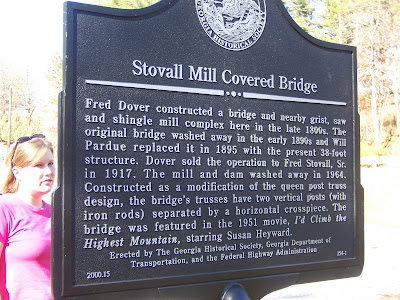 GEORGIA HISTORICAL SOCIETY
Stovall Mill Covered Bridge
Fred Dover constructed a bridge and nearby grist, saw
and shingle mill complex here in the late 1800s. The
original bridge washed away in the early 1890s and Will
Pardue replaced it in 1895 with the present 38-foot
structure. Dover sold the operation to Fred Stovall, Sr.
in 1917. The mill and dam washed away in 1964.
Constructed as a modification of the queen post truss
design, the bridge's trusses have two vertical posts (with
iron rods) separated by a horizontal crosspiece. The
bridge was featured in the 1951 movie, I'd Climb the
Highest Mountain, starring Susan Heyward.
Erected by The Georgia Historical Society, Georgia Department of
Transportation, and the Federal Highway Administration
2000.15
154-1